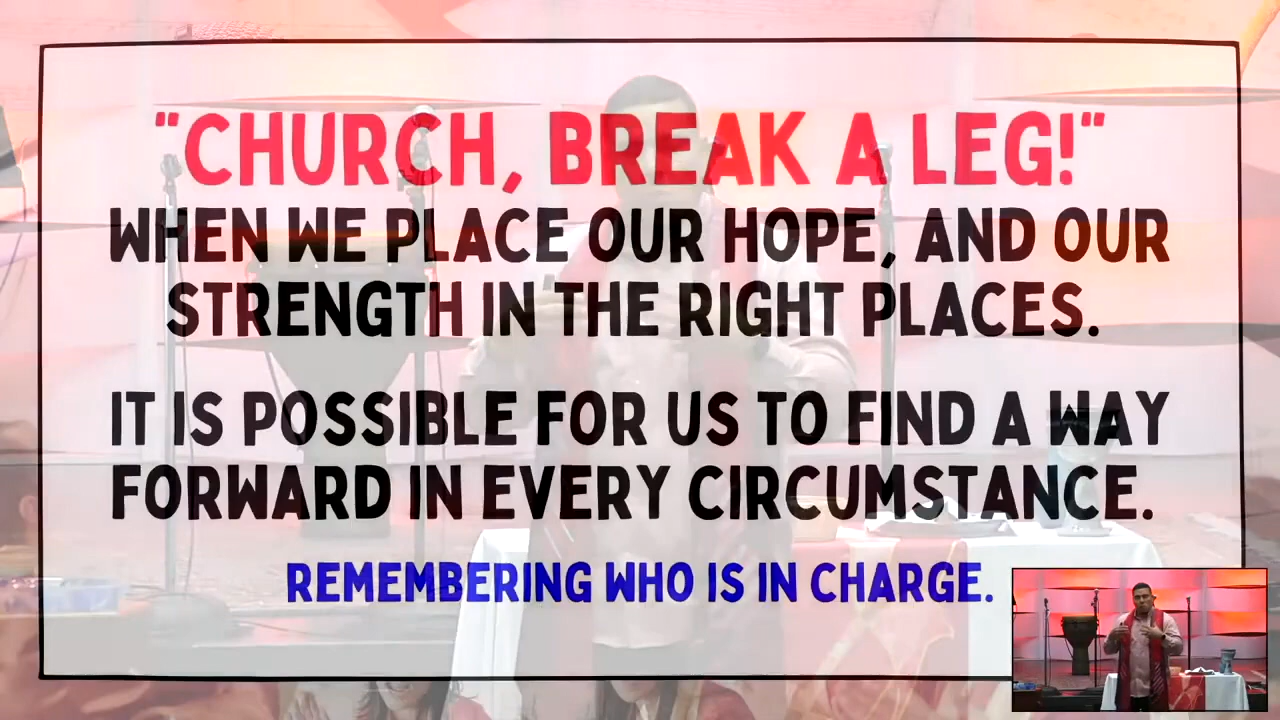 "CHURCH, BREAK A LEG!"
WHEN WE PLACE OUR HOPE, AND OUR
STRENGTH IN THE RIGHT PLACES.
IT IS POSSIBLE FOR US TO FIND A WAY
FORWARD IN EVERY CIRCUMSTANCE.
REMEMBERING WHO IS IN CHARGE.